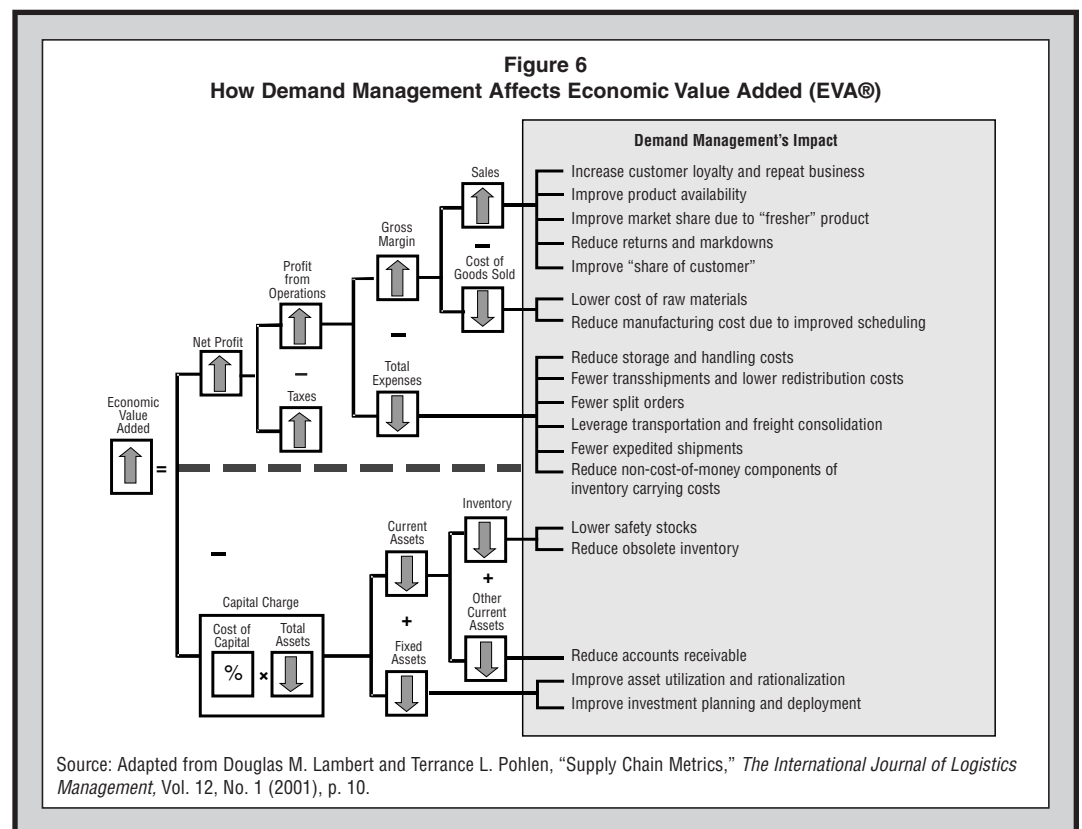 Figure 6
How Demand Management Affects Economic Value Added (EVA®)
Demand Management's Impact
Sales
Increase customer loyalty and repeat business
Improve product availability
Improve market share due to “fresher” product
Reduce returns and markdowns
Improve “share of customer”
Gross
Margin
–
Cost of
Goods Sold
Lower cost of raw materials
Reduce manufacturing cost due to improved scheduling
Profit
from
Operations
–
Net Profit
–
Taxes
Total
Expenses
Reduce storage and handling costs
Fewer transshipments and lower redistribution costs
Fewer split orders
Leverage transportation and freight consolidation
Fewer expedited shipments
Reduce non-cost-of-money components of
inventory carrying costs
Economic
Value
Added
=
–
Inventory
Lower safety stocks
Reduce obsolete inventory
Current
Assets
+
+
Other
Current
Assets
Reduce accounts receivable
Capital Charge
Cost of
Capital
%
×
Total
Assets
Fixed
Assets
Improve asset utilization and rationalization
Improve investment planning and deployment
Source: Adapted from Douglas M. Lambert and Terrance L. Pohlen, “Supply Chain Metrics,” The International Journal of Logistics
Management, Vol. 12, No. 1 (2001), p. 10.